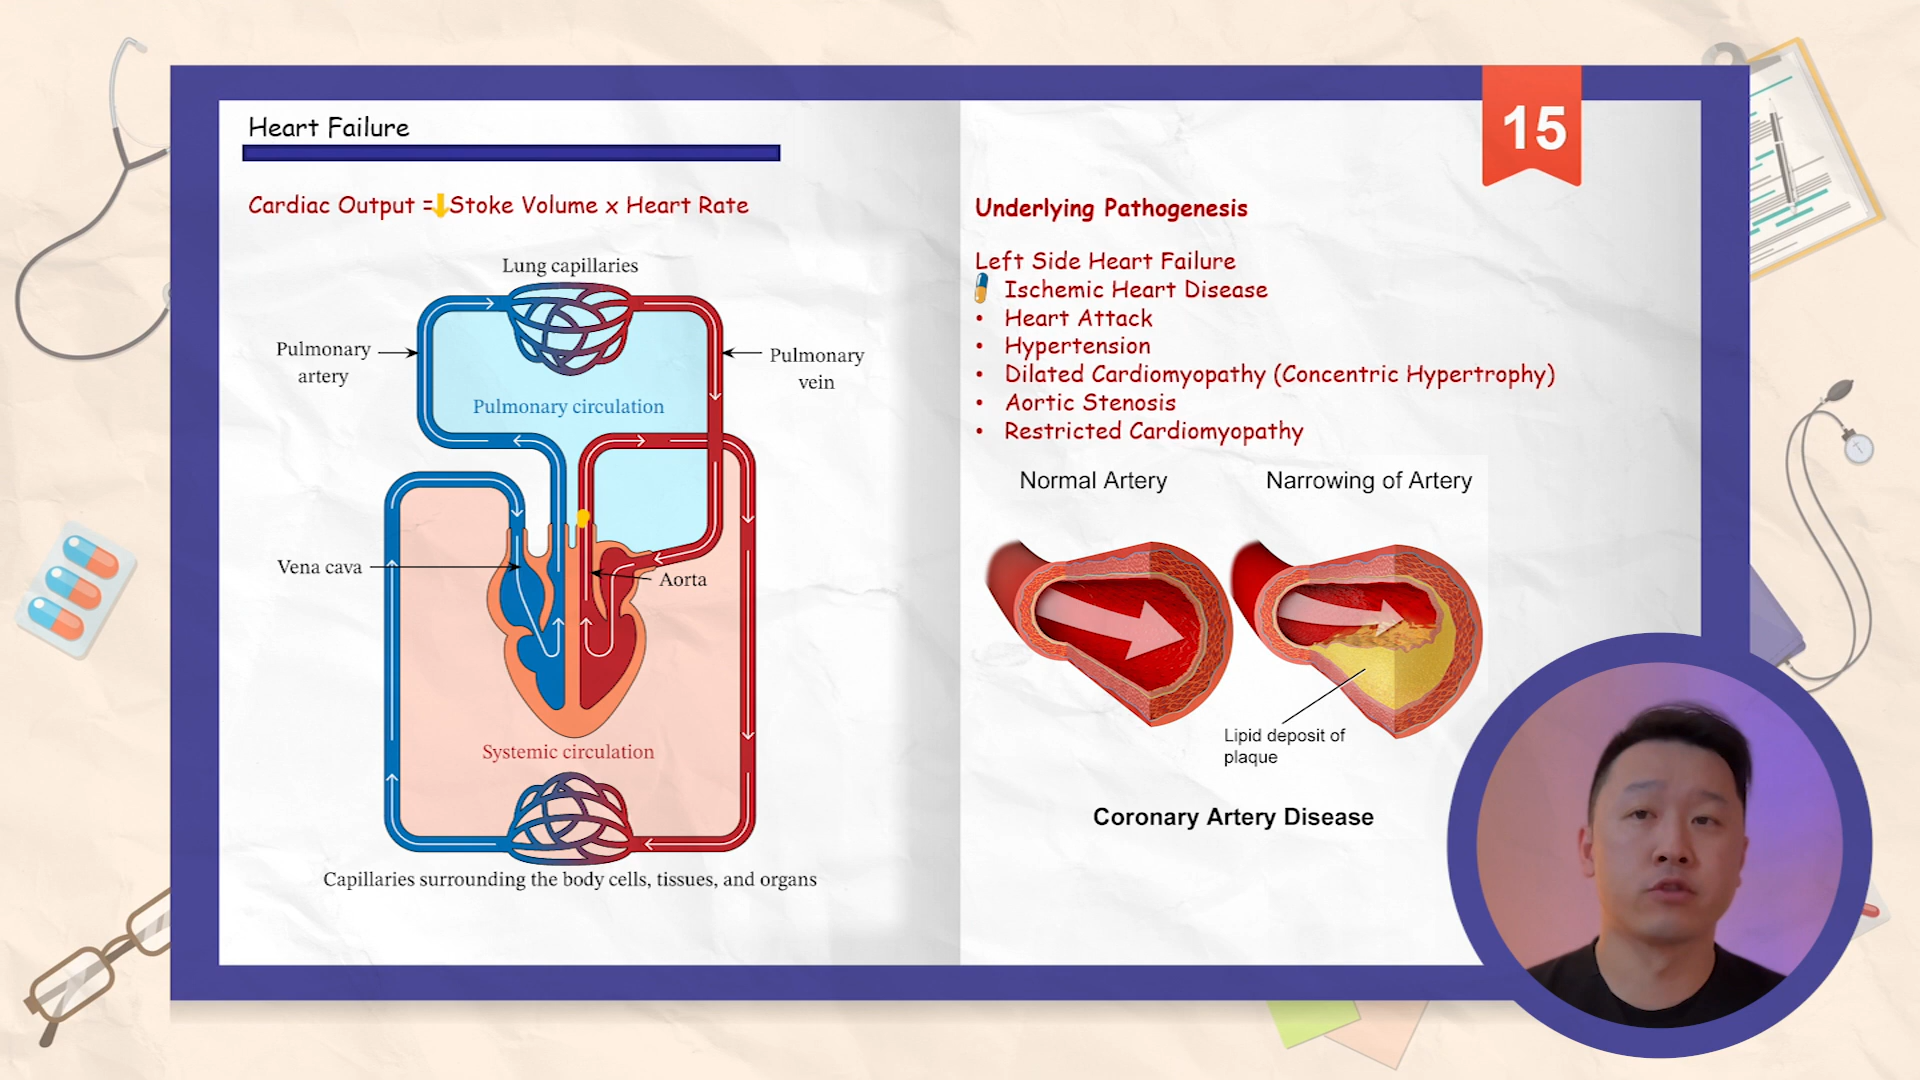 Heart Failure
15
Cardiac Output = Stoke Volume x Heart Rate
Lung capillaries
Pulmonary
artery
Pulmonary
vein
Pulmonary circulation
Vena cava
Aorta
Systemic circulation
Capillaries surrounding the body cells, tissues, and organs
Underlying Pathogenesis
Left Side Heart Failure
Ischemic Heart Disease
• Heart Attack
• Hypertension
• Dilated Cardiomyopathy (Concentric Hypertrophy)
• Aortic Stenosis
• Restricted Cardiomyopathy
Normal Artery
Narrowing of Artery
Lipid deposit of
plaque
Coronary Artery Disease